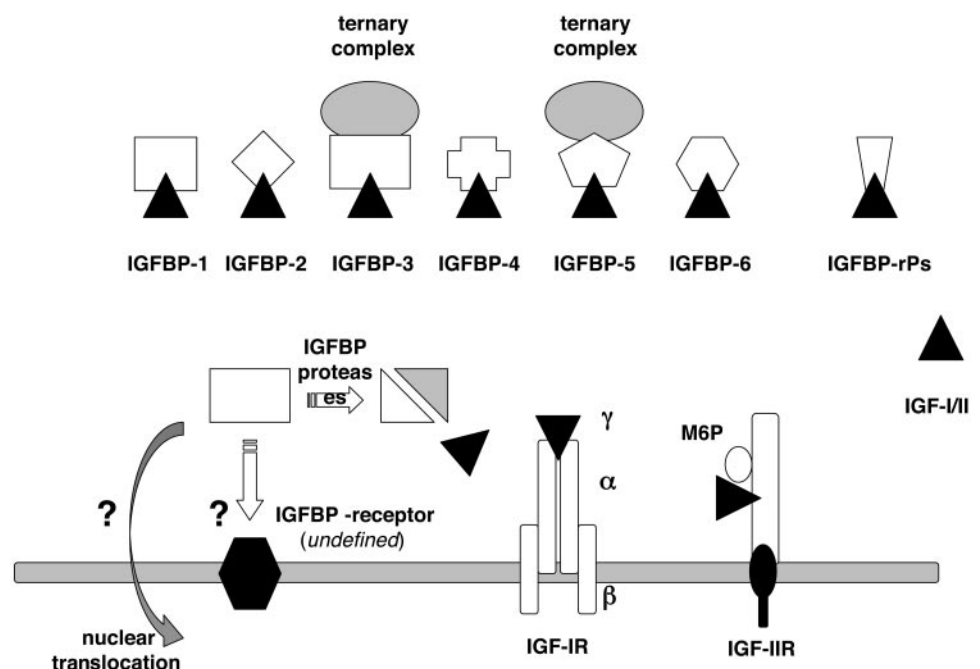 ternary
complex
ternary
complex
IGFBP-1
IGFBP-2
IGFBP-3
IGFBP-4
IGFBP-5
IGFBP-6
IGFBP-rPs
IGF-I/II
IGFBP
proteas
es
γ
α
β
M6P
?
?
IGFBP -receptor
(undefined)
nuclear
translocation
IGF-IR
IGF-IIR